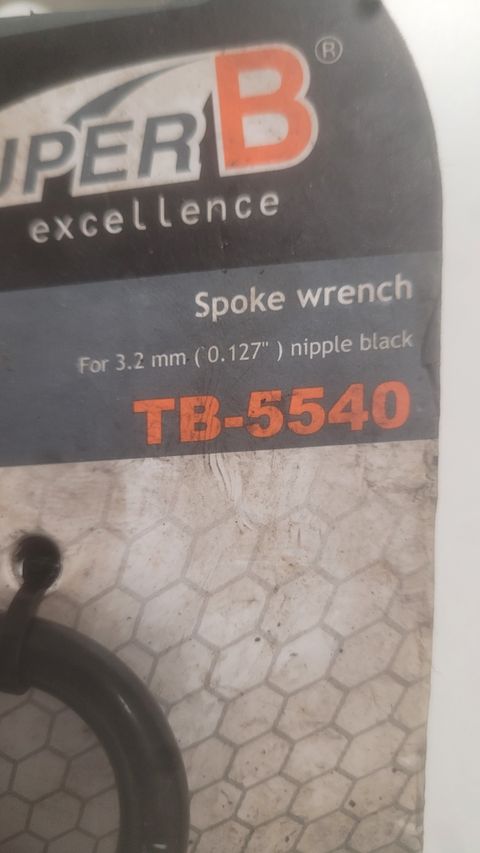 UPER B ®
excellence
Spoke wrench
For 3.2 mm ( 0.127" ) nipple black
TB-5540